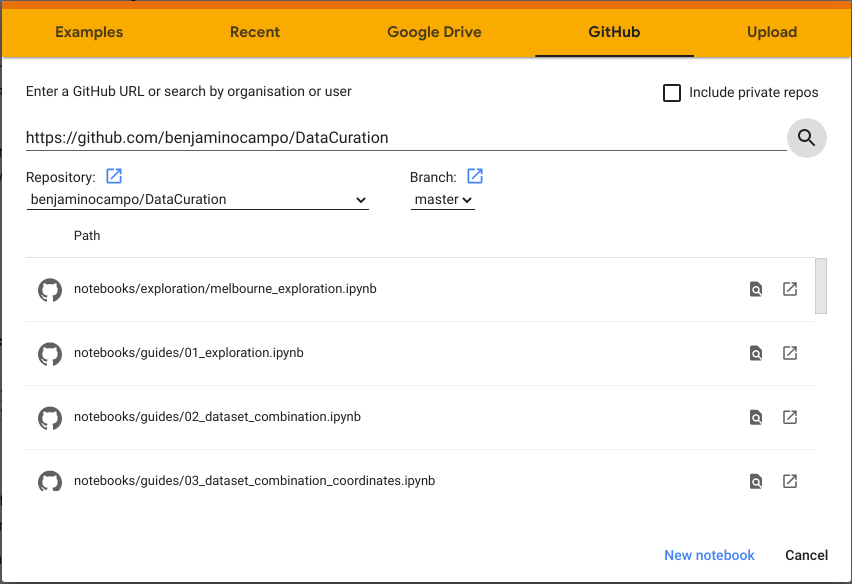 Examples Recent Google Drive GitHub Upload
Enter a GitHub URL or search by organisation or user
Include private repos
https://github.com/benjaminocampo/DataCuration
Repository: Branch:
benjaminocampo/DataCuration master
Path
notebooks/exploration/melbourne_exploration.ipynb
notebooks/guides/01_exploration.ipynb
notebooks/guides/02_dataset_combination.ipynb
notebooks/guides/03_dataset_combination_coordinates.ipynb
New notebook Cancel